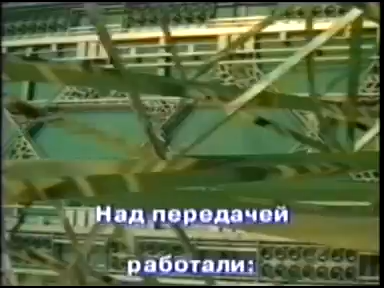 Над передачей
работали: